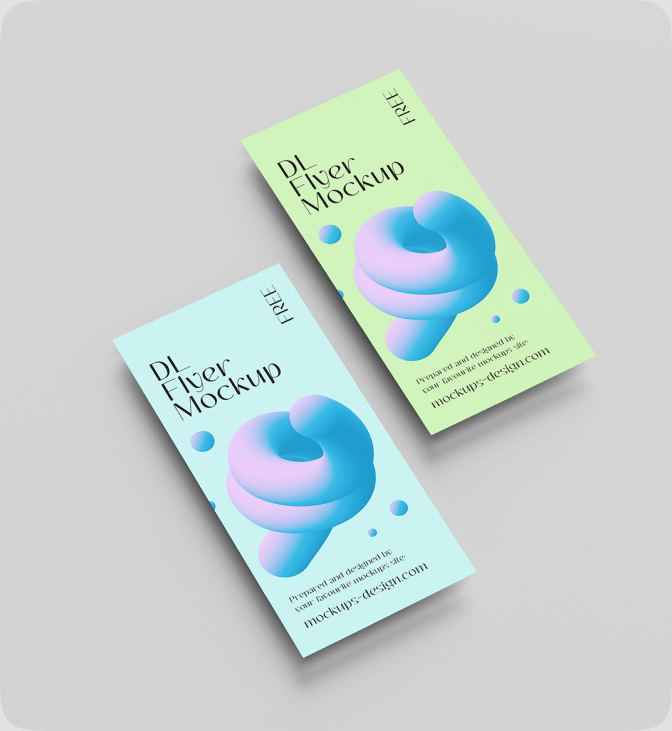 FREE
DL
Flyer
Mockup
Prepared and designed by
your favourite mockups site
mockups-design.com
FREE
DL
Flyer
Mockup
Prepared and designed by
your favourite mockups site
mockups-design.com